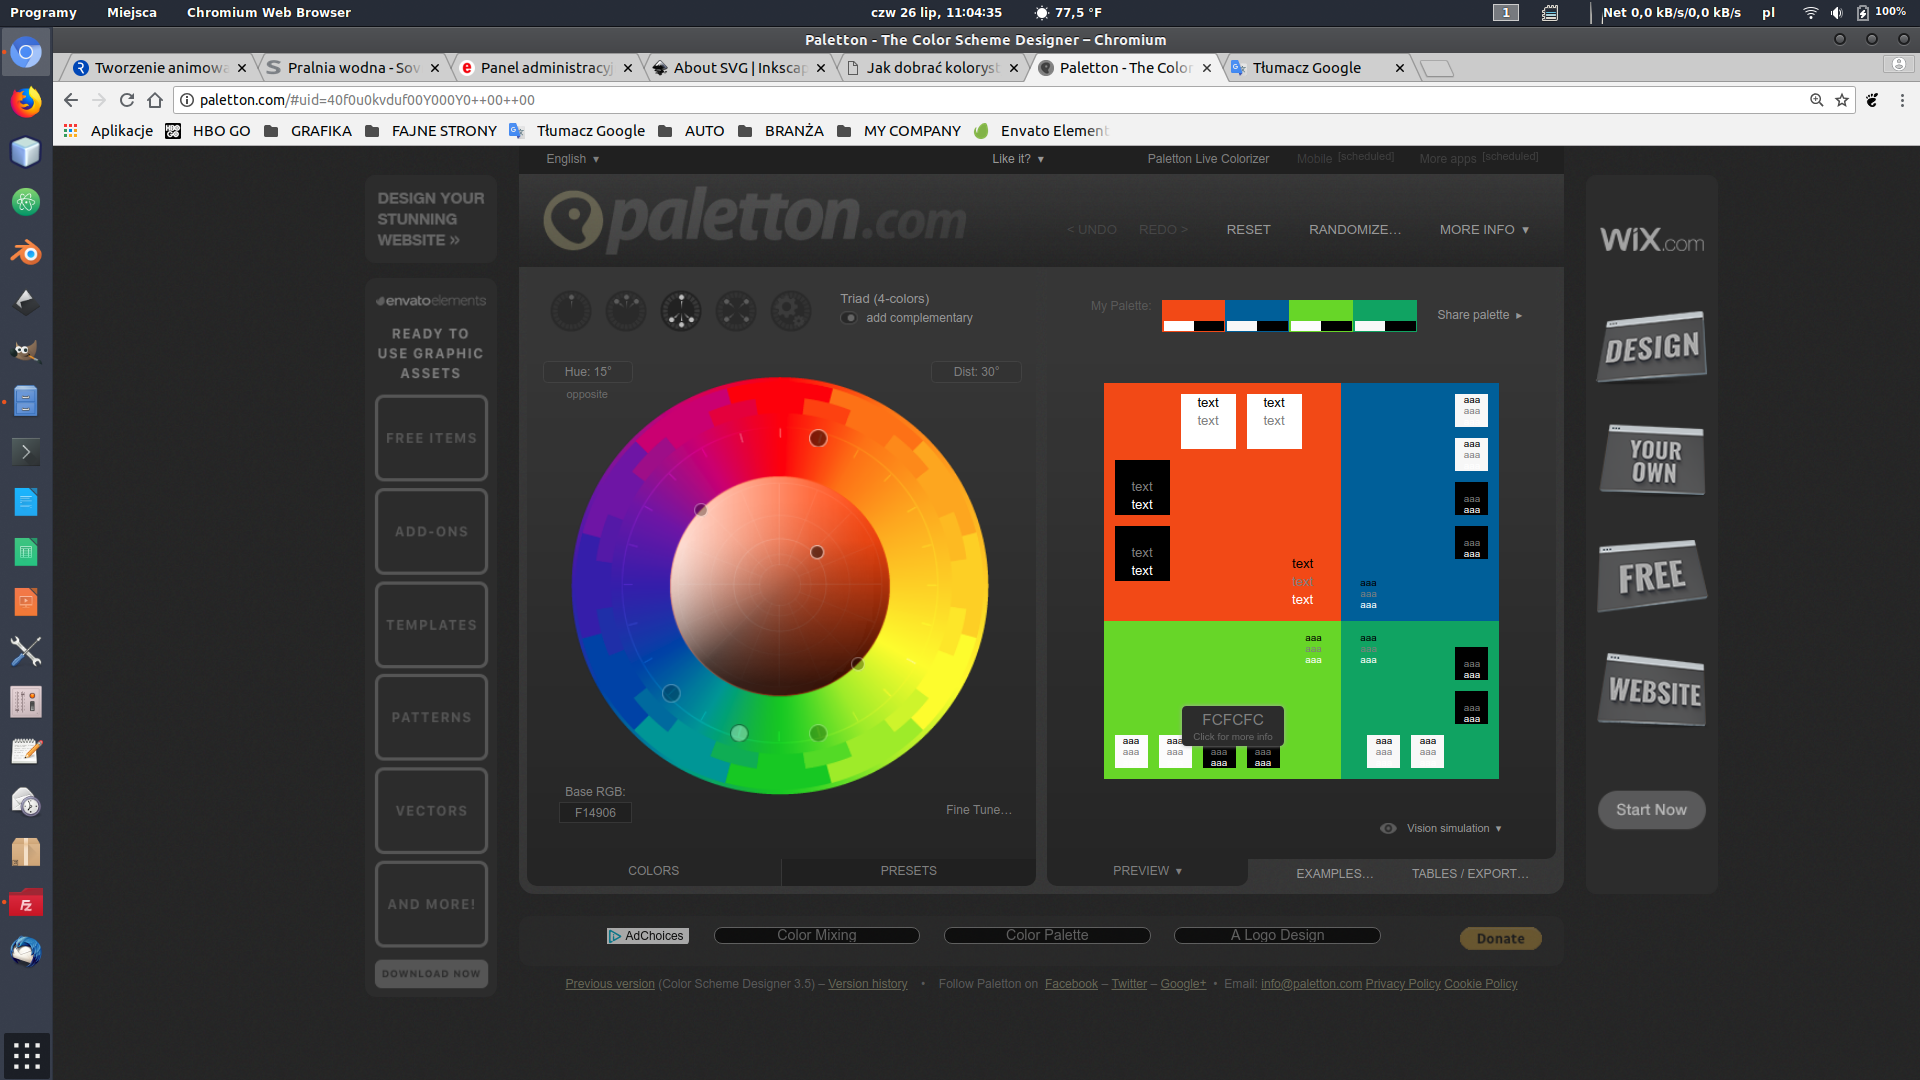 Programy Miejsca Chromium Web Browser czw 26 lip, 11:04:35 77,5 °F 1 Net 0,0 kB/s/0,0 kB/s pl 100%
Paletton - The Color Scheme Designer – Chromium
Tworzenie animowa Pralnia wodna - Sov Panel administracyj About SVG | Inkscap Jak dobrać koloryst Paletton - The Color Tłumacz Google
paletton.com/#uid=40f0u0kvduf00Y000Y0++00++00
Aplikacje HBO GO GRAFIKA FAJNE STRONY Tłumacz Google AUTO BRANŻA MY COMPANY Envato Element
English ▾ Like it? ▾ Paletton Live Colorizer Mobile [scheduled] More apps [scheduled]
DESIGN YOUR
STUNNING
WEBSITE »
paletton.com
< UNDO REDO > RESET RANDOMIZE... MORE INFO ▾
WiX.com
envatoelements
READY TO
USE GRAPHIC
ASSETS
FREE ITEMS
ADD-ONS
TEMPLATES
PATTERNS
VECTORS
AND MORE!
DOWNLOAD NOW
Triad (4-colors)
add complementary
My Palette:
Share palette ▸
Hue: 15°
opposite
Dist: 30°
Base RGB:
F14906
Fine Tune...
COLORS PRESETS
text text
text text
text
text
text
text
text
text
text
aaa
aaa
aaa
aaa
aaa
aaa
aaa
aaa
aaa
aaa
aaa
aaa aaa
aaa aaa
aaa aaa
aaa
aaa
aaa
aaa
FCFCFC
Click for more info
aaa aaa aaa aaa
aaa aaa aaa aaa aaa aaa
aaa aaa
Vision simulation ▾
PREVIEW ▾ EXAMPLES... TABLES / EXPORT...
DESIGN
YOUR
OWN
FREE
WEBSITE
Start Now
AdChoices Color Mixing Color Palette A Logo Design Donate
Previous version (Color Scheme Designer 3.5) – Version history • Follow Paletton on Facebook – Twitter – Google+ • Email: info@paletton.com Privacy Policy Cookie Policy